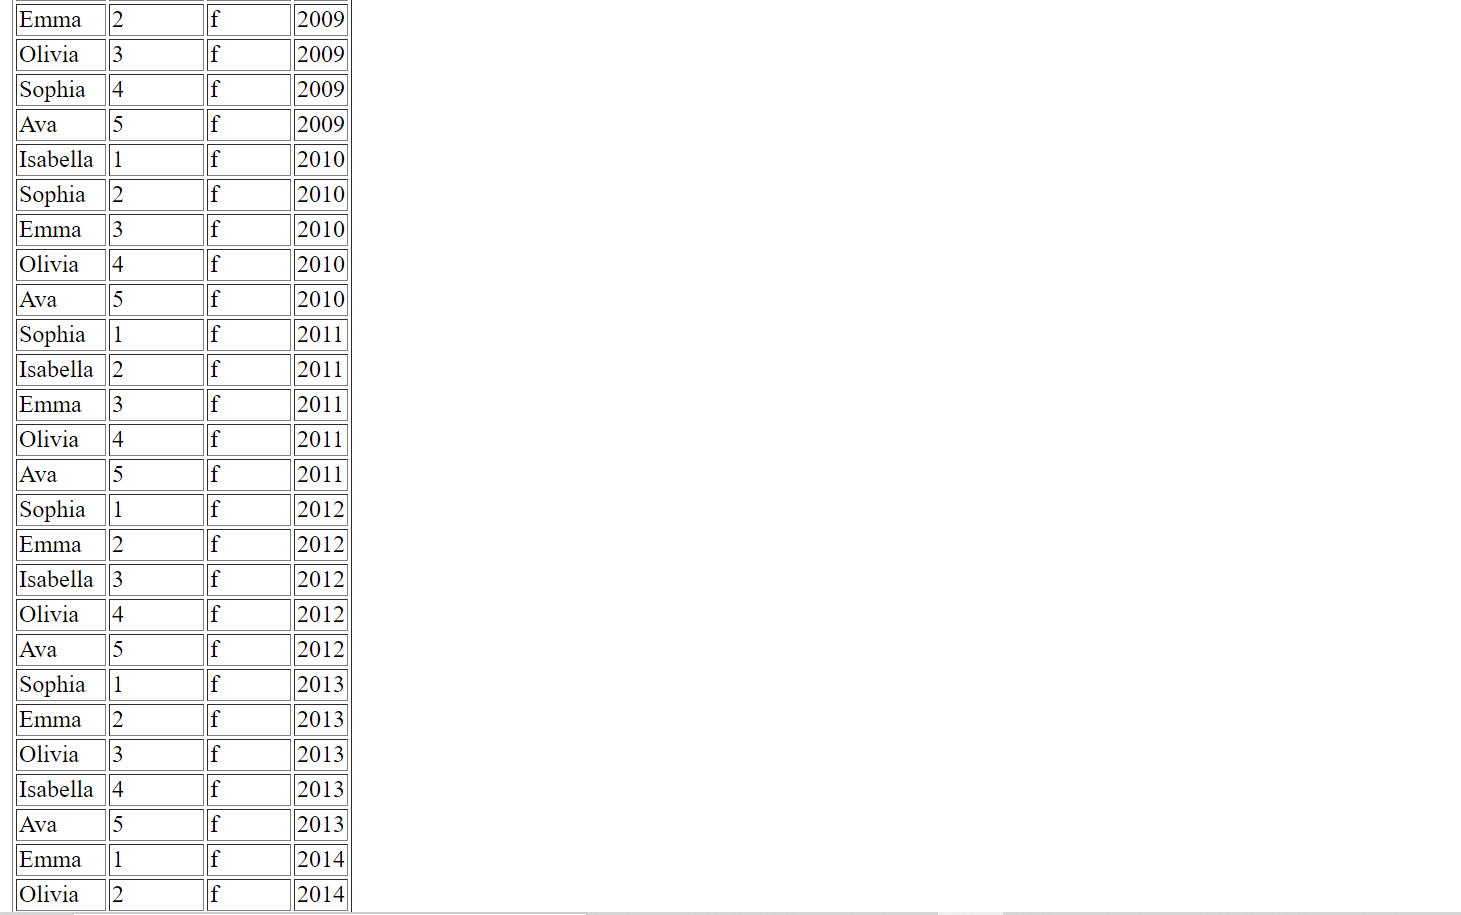 Emma 2 f 2009
Olivia 3 f 2009
Sophia 4 f 2009
Ava 5 f 2009
Isabella 1 f 2010
Sophia 2 f 2010
Emma 3 f 2010
Olivia 4 f 2010
Ava 5 f 2010
Sophia 1 f 2011
Isabella 2 f 2011
Emma 3 f 2011
Olivia 4 f 2011
Ava 5 f 2011
Sophia 1 f 2012
Emma 2 f 2012
Isabella 3 f 2012
Olivia 4 f 2012
Ava 5 f 2012
Sophia 1 f 2013
Emma 2 f 2013
Olivia 3 f 2013
Isabella 4 f 2013
Ava 5 f 2013
Emma 1 f 2014
Olivia 2 f 2014